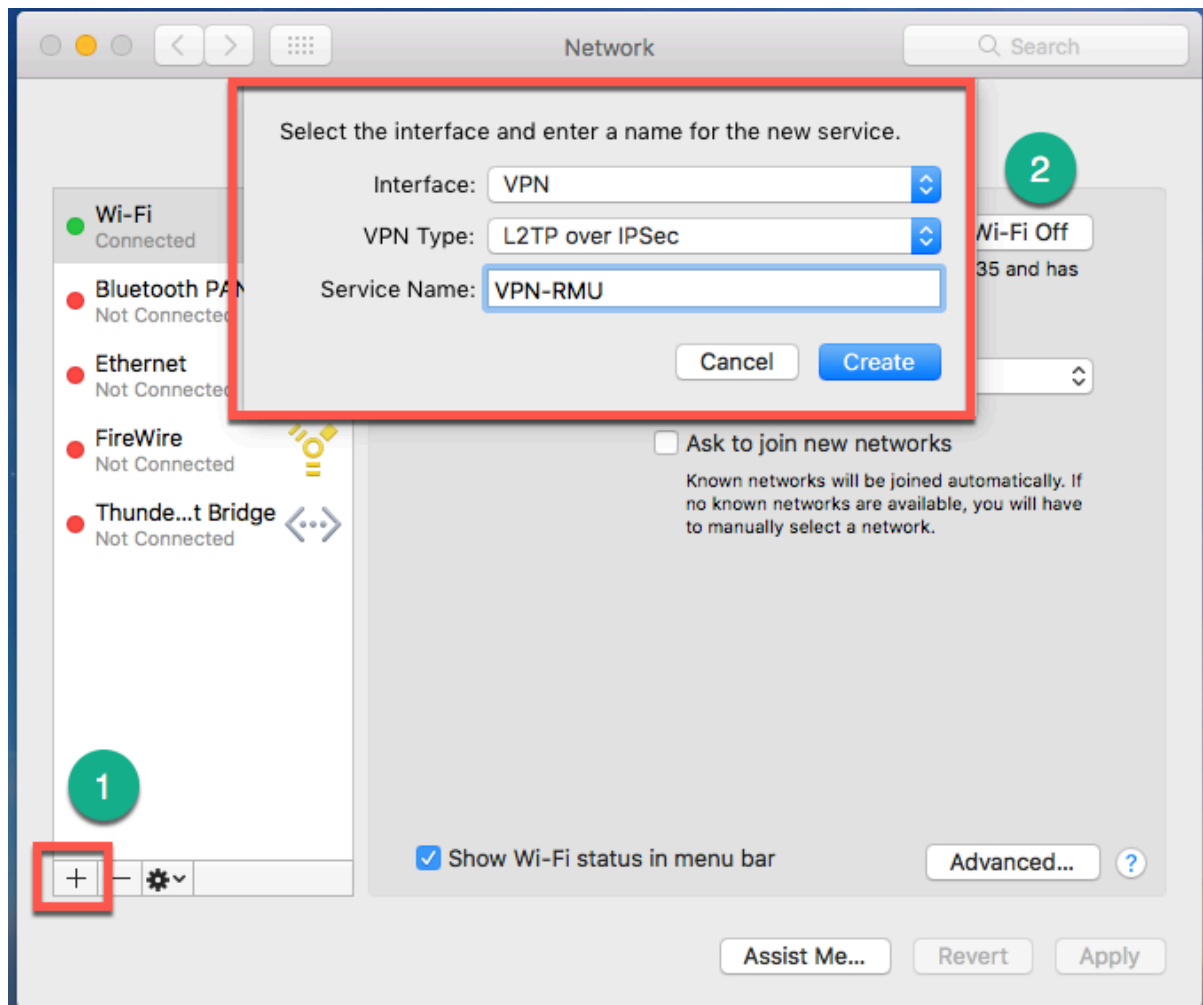 Network
Search
Select the interface and enter a name for the new service.
Interface: VPN
VPN Type: L2TP over IPSec
Service Name: VPN-RMU
Cancel
Create
2
Wi-Fi
Connected
Bluetooth PAN
Not Connected
Ethernet
Not Connected
FireWire
Not Connected
Thunde...t Bridge
Not Connected
Wi-Fi Off
35 and has
Ask to join new networks
Known networks will be joined automatically. If
no known networks are available, you will have
to manually select a network.
1
Show Wi-Fi status in menu bar
Advanced...
?
Assist Me...
Revert
Apply